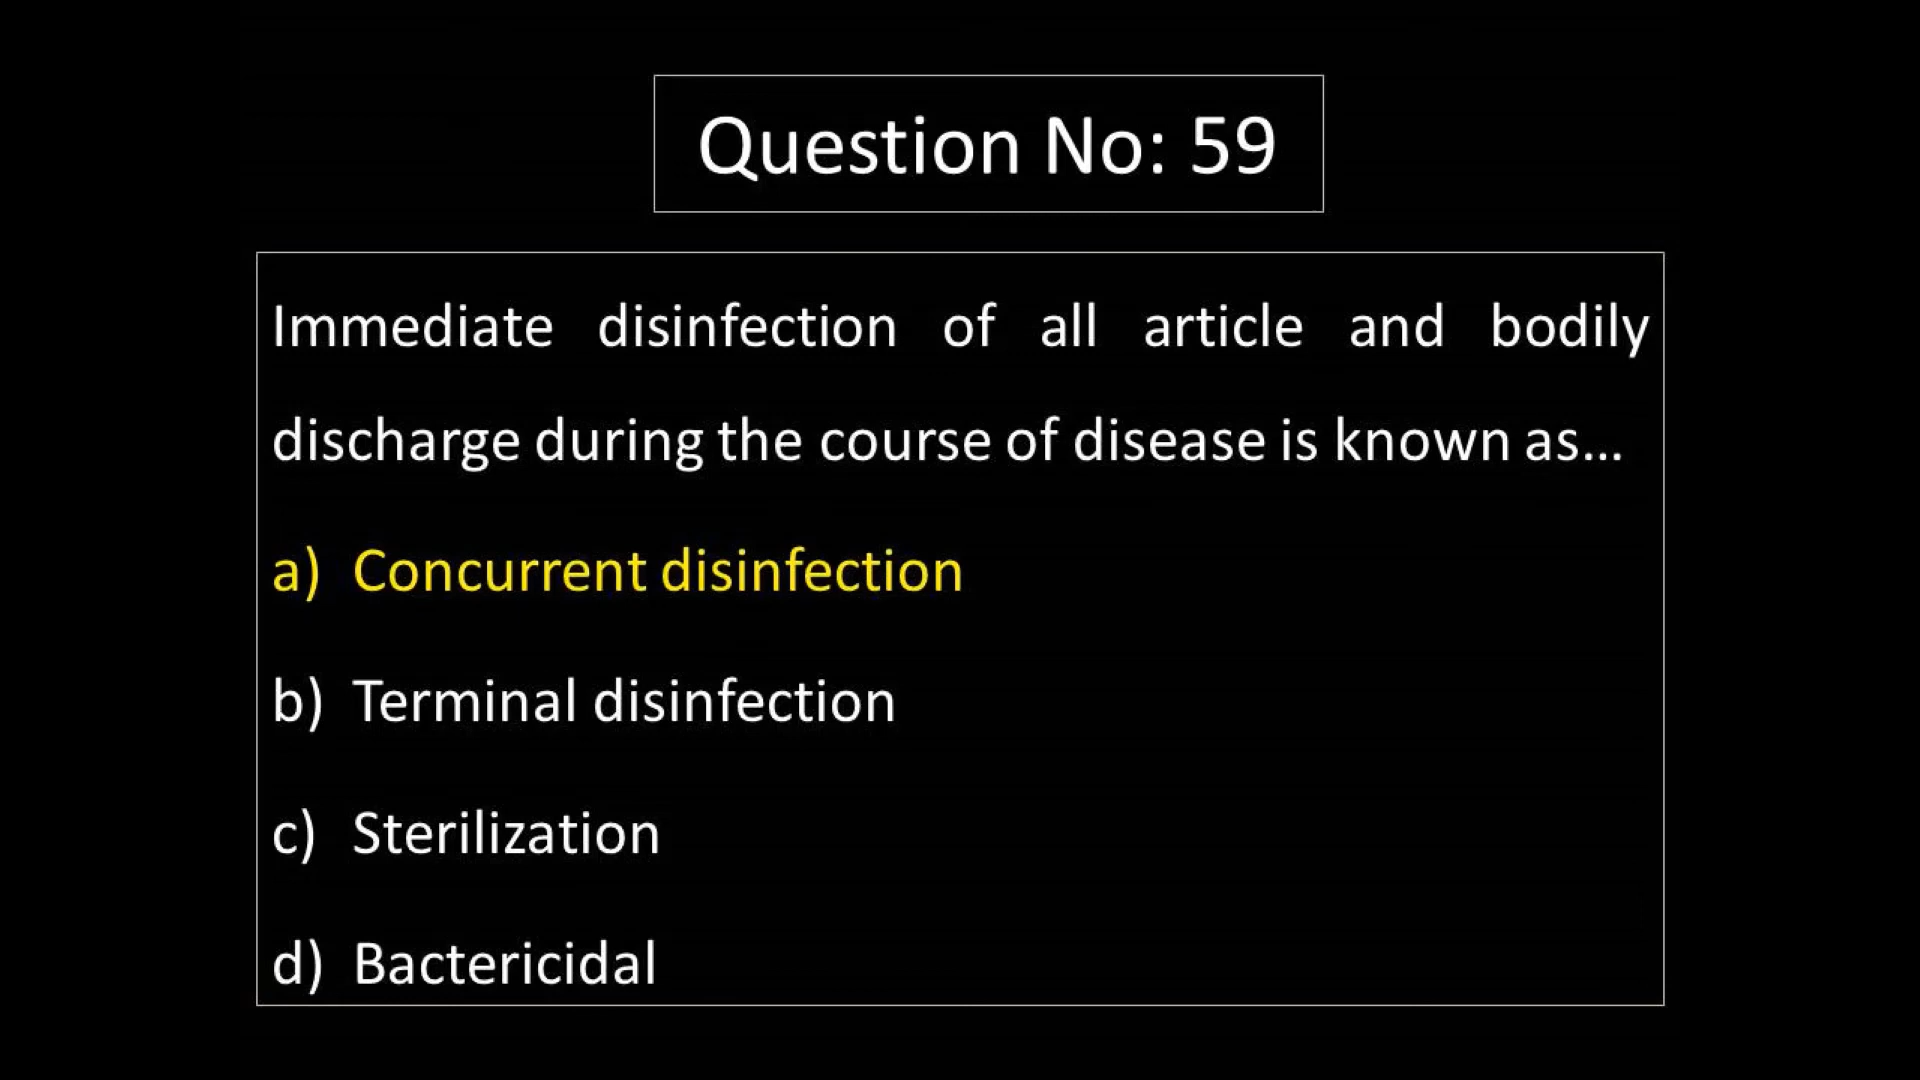 Question No: 59
Immediate disinfection of all article and bodily
discharge during the course of disease is known as...
a) Concurrent disinfection
b) Terminal disinfection
c) Sterilization
d) Bactericidal